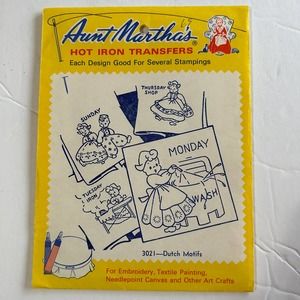 Aunt Martha's
HOT IRON TRANSFERS
Each Design Good For Several Stampings
THURSDAY
SHOP
SUNDAY
MONDAY
WASH
TUESDAY
IRON
3021—Dutch Motifs
For Embroidery, Textile Painting,
Needlepoint Canvas and Other Art Crafts